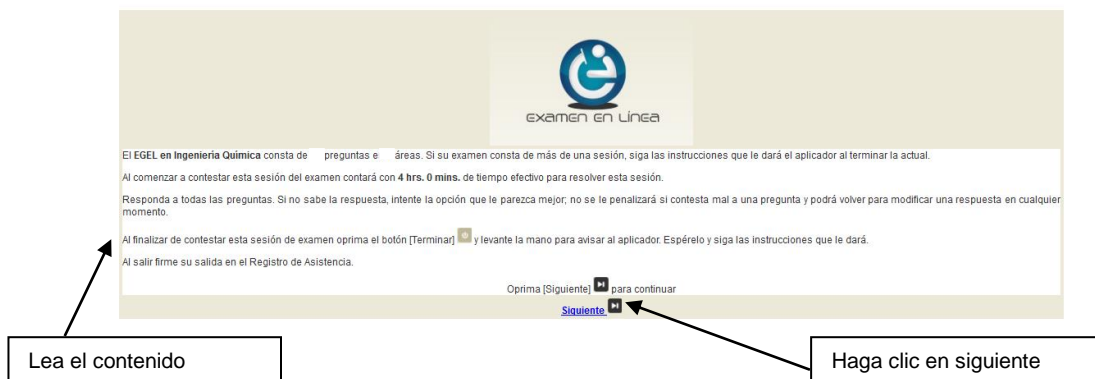 examen en Línea
El EGEL en Ingeniería Química consta de preguntas e áreas. Si su examen consta de más de una sesión, siga las instrucciones que le dará el aplicador al terminar la actual.
Al comenzar a contestar esta sesión del examen contará con 4 hrs. 0 mins. de tiempo efectivo para resolver esta sesión.
Responda a todas las preguntas. Si no sabe la respuesta, intente la opción que le parezca mejor; no se le penalizará si contesta mal a una pregunta y podrá volver para modificar una respuesta en cualquier
momento.
Al finalizar de contestar esta sesión de examen oprima el botón [Terminar] y levante la mano para avisar al aplicador. Espérelo y siga las instrucciones que le dará.
Al salir firme su salida en el Registro de Asistencia.
Oprima [Siguiente] para continuar
Siguiente
Lea el contenido
Haga clic en siguiente